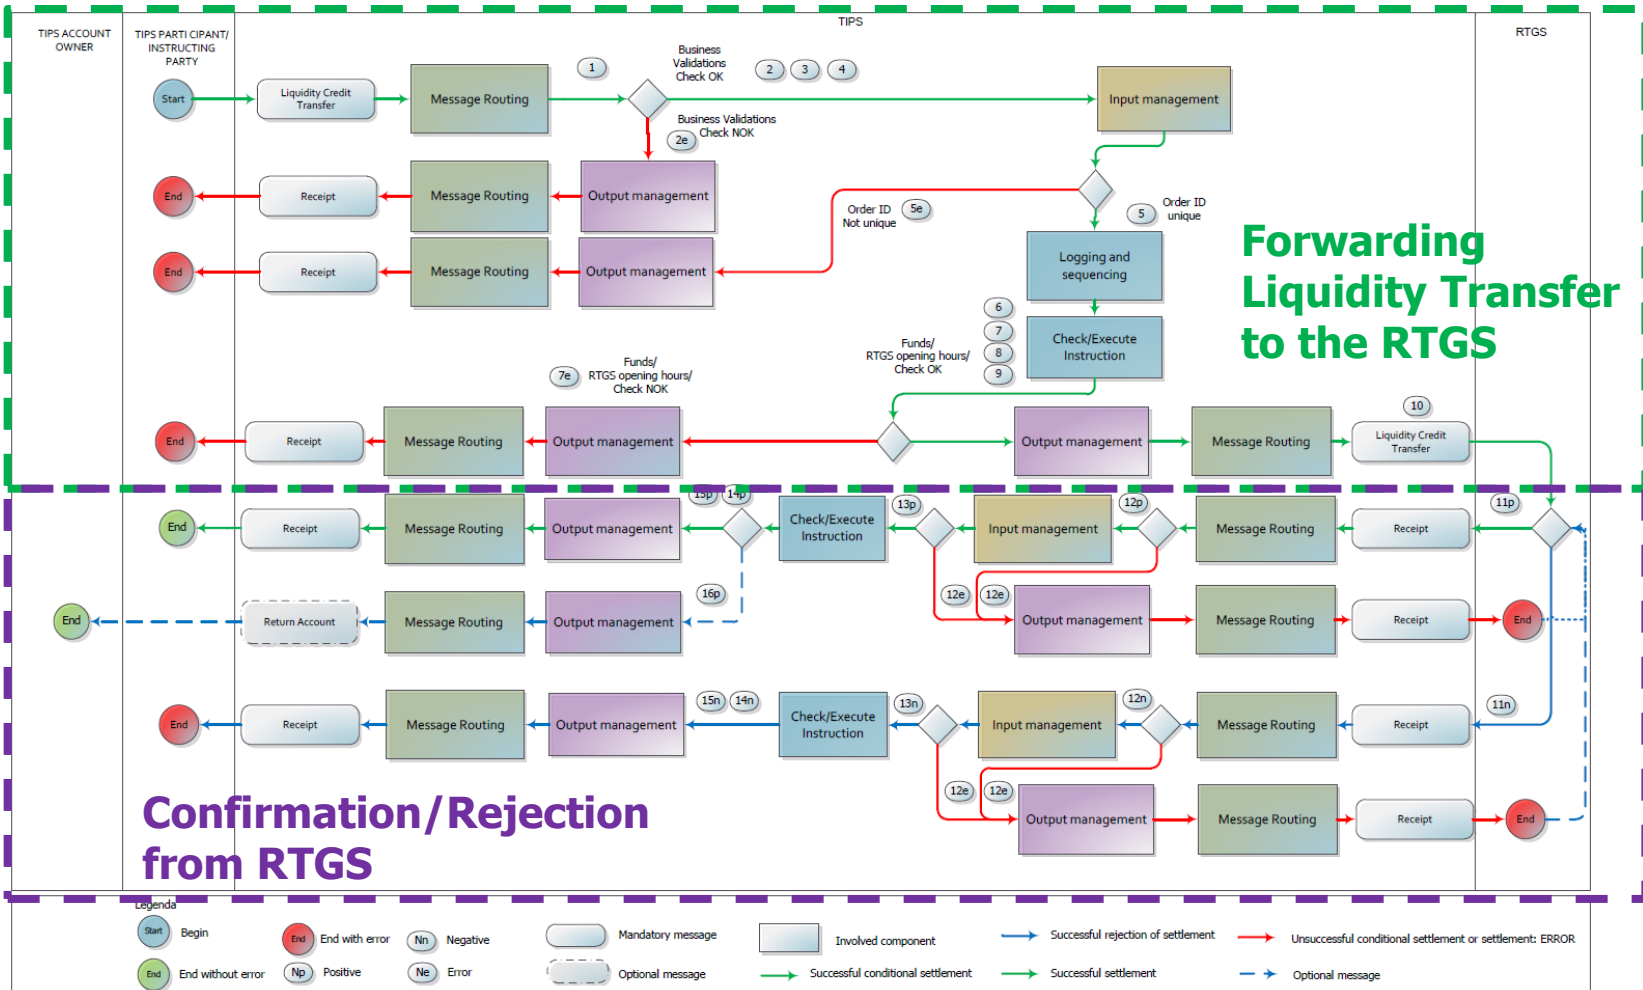 TIPS
TIPS ACCOUNT
OWNER
TIPS PARTICIPANT/
INSTRUCTING
PARTY
RTGS
Start
Liquidity Credit
Transfer
Message Routing
1
Business
Validations
Check OK
2
3
4
Input management
Business Validations
Check NOK
2e
End
Receipt
Message Routing
Output management
Order ID
Not unique
5e
5
Order ID
unique
End
Receipt
Message Routing
Output management
Logging and
sequencing
Forwarding
Liquidity Transfer
to the RTGS
6
7
8
9
Check/Execute
Instruction
Funds/
RTGS opening hours/
Check OK
7e
Funds/
RTGS opening hours/
Check NOK
End
Receipt
Message Routing
Output management
Output management
Message Routing
10
Liquidity Credit
Transfer
End
Receipt
Message Routing
Output management
15p
14p
Check/Execute
Instruction
13p
Input management
12p
Message Routing
Receipt
11p
End
Return Account
Message Routing
Output management
16p
12e
12e
Output management
Message Routing
Receipt
End
End
Receipt
Message Routing
Output management
15n
14n
Check/Execute
Instruction
13n
Input management
12n
Message Routing
Receipt
11n
12e
12e
Output management
Message Routing
Receipt
End
Confirmation/Rejection
from RTGS
Legenda
Start
Begin
End
End with error
Nn
Negative
Mandatory message
Involved component
Successful rejection of settlement
Unsuccessful conditional settlement or settlement: ERROR
End
End without error
Np
Positive
Ne
Error
Optional message
Successful conditional settlement
Successful settlement
Optional message